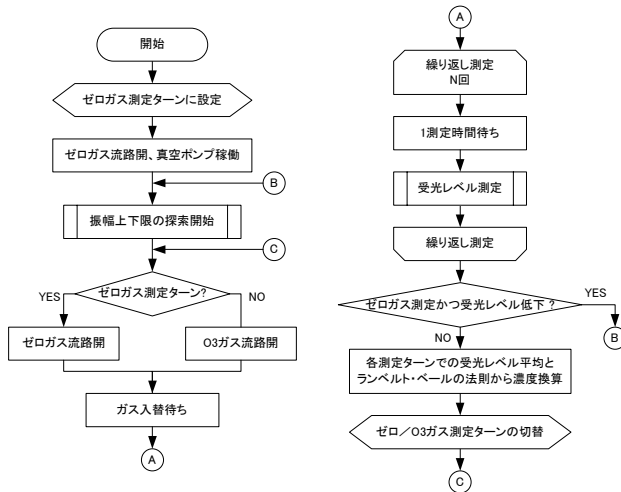 開始
ゼロガス測定ターンに設定
ゼロガス流路開、真空ポンプ稼働
B
振幅上下限の探索開始
C
ゼロガス測定ターン?
YES
NO
ゼロガス流路開
O3ガス流路開
ガス入替待ち
A
A
繰り返し測定
N回
1測定時間待ち
受光レベル測定
繰り返し測定
ゼロガス測定かつ受光レベル低下?
YES
B
NO
各測定ターンでの受光レベル平均と
ランベルト・ベールの法則から濃度換算
ゼロ/O3ガス測定ターンの切替
C